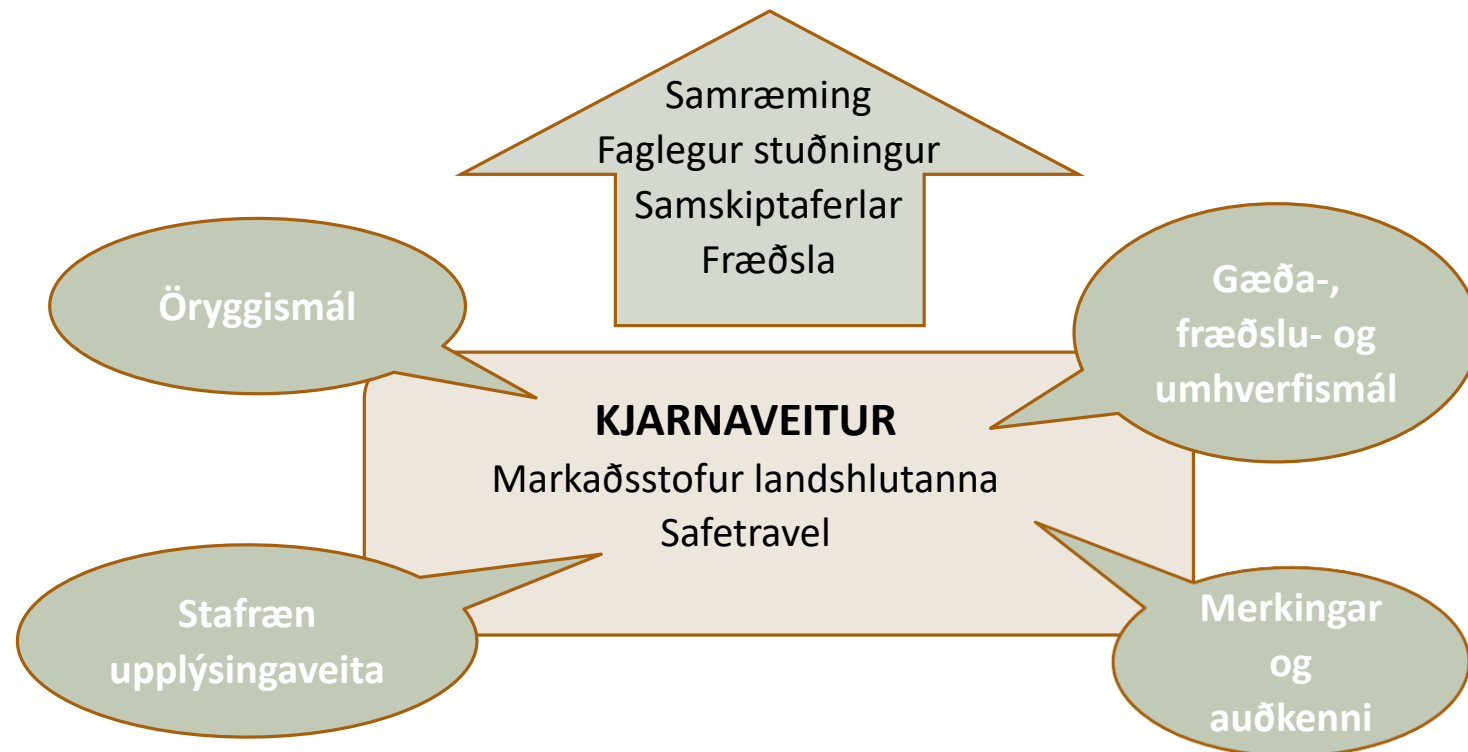 Samræming
Faglegur stuðningur
Samskiptaferlar
Fræðsla
Öryggismál
Gæða-,
fræðslu- og
umhverfismál
KJARNAVEITUR
Markaðsstofur landshlutanna
Safetravel
Stafræn
upplýsingaveita
Merkingar
og
auðkenni